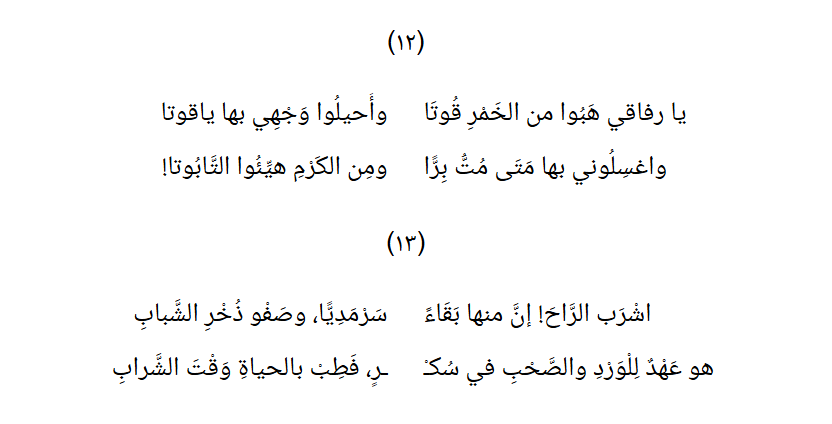 (١٢)
يا رفاقي هَبُوا من الخَمْرِ قُوتَا وأَحيلُوا وَجْهِي بها ياقوتا
واغسِلُوني بها مَتَى مُتُّ بِرًّا ومِن الكَرْمِ هيِّئُوا التَّابُوتا!
(١٣)
اشْرَب الرَّاحَ! إنَّ منها بَقَاءً سَرْمَدِيًّا، وصَفْو ذُخْرِ الشَّبابِ
هو عَهْدٌ لِلْوَرْدِ والصَّحْبِ في سُكـْ ـرٍ، فَطِبْ بالحياةِ وَقْتَ الشَّرابِ